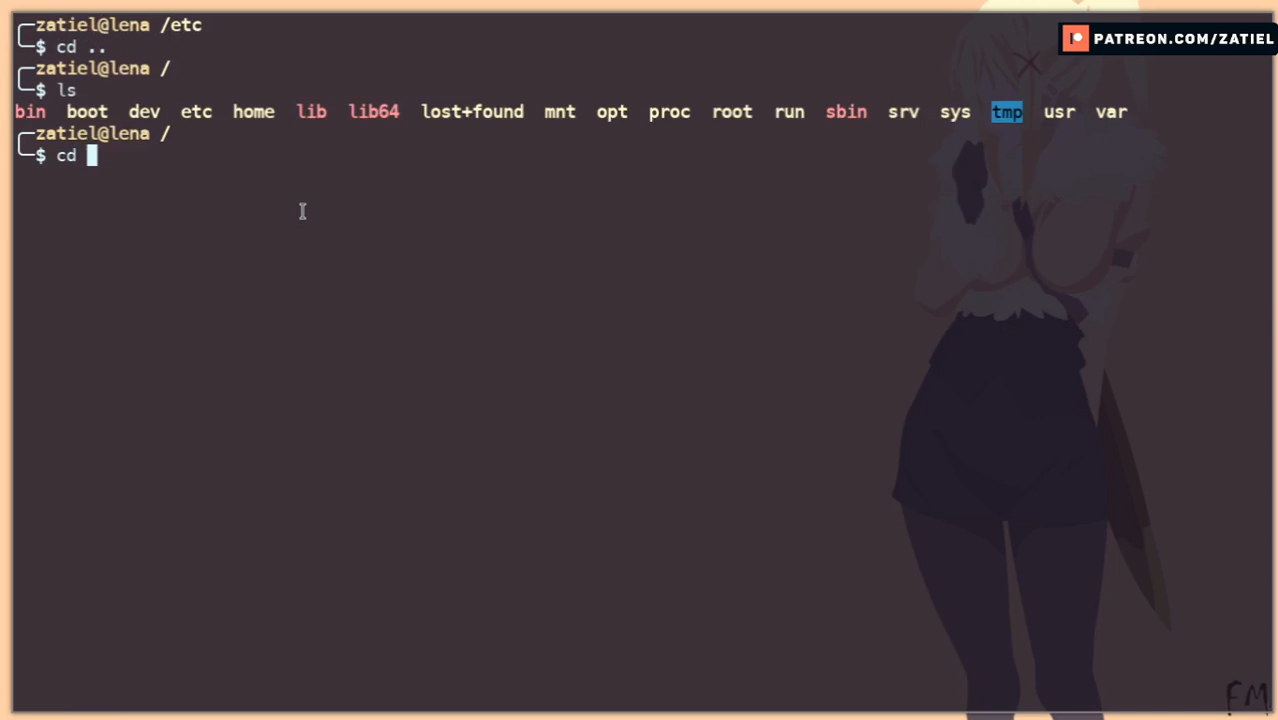 zatiel@lena /etc
$ cd ..
zatiel@lena /
$ ls
bin boot dev etc home lib lib64 lost+found mnt opt proc root run sbin srv sys tmp usr var
zatiel@lena /
$ cd
PATREON.COM/ZATIEL
FM